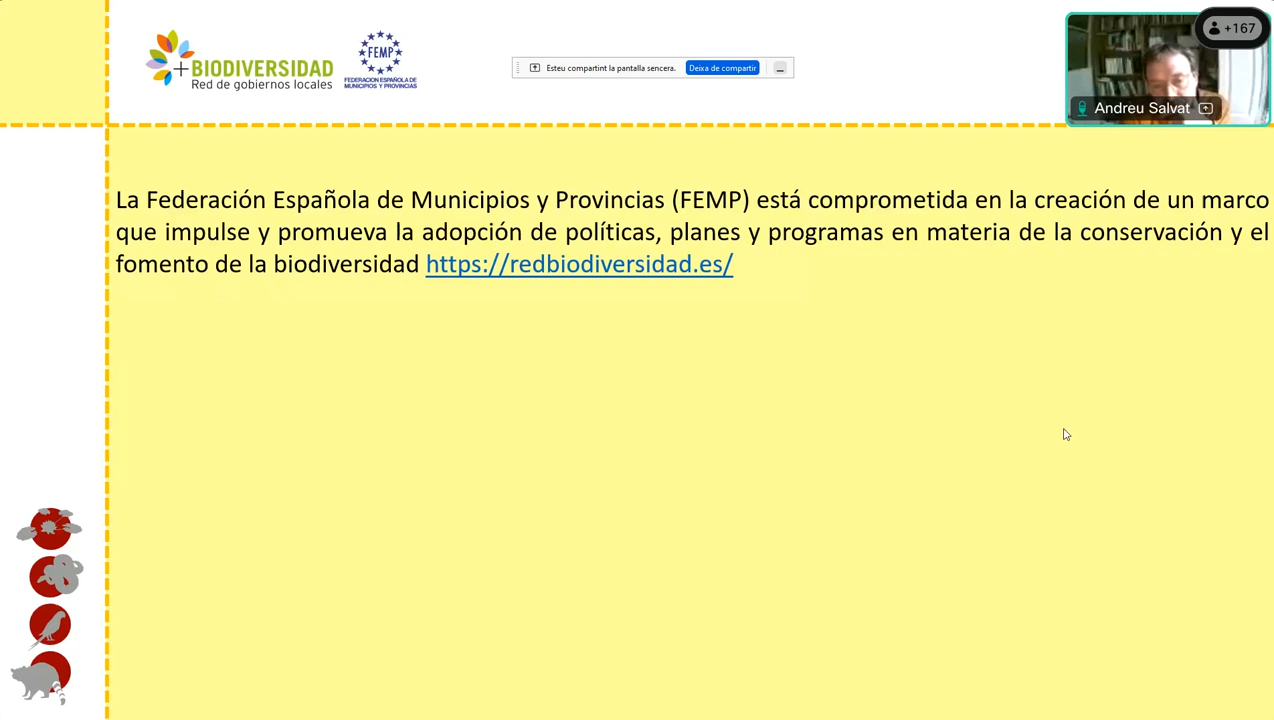 +BIODIVERSIDAD
Red de gobiernos locales
FEMP
FEDERACION ESPAÑOLA DE
MUNICIPIOS Y PROVINCIAS
Esteu compartint la pantalla sencera.
Deixa de compartir
+167
Andreu Salvat
La Federación Española de Municipios y Provincias (FEMP) está comprometida en la creación de un marco
que impulse y promueva la adopción de políticas, planes y programas en materia de la conservación y el
fomento de la biodiversidad https://redbiodiversidad.es/